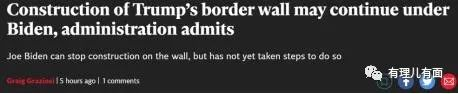 Construction of Trump's border wall may continue under
Biden, administration admits
Joe Biden can stop construction on the wall, but has not yet taken steps to do so
Graig Graziosi | 5 hours ago | 1 comments
有理儿有面